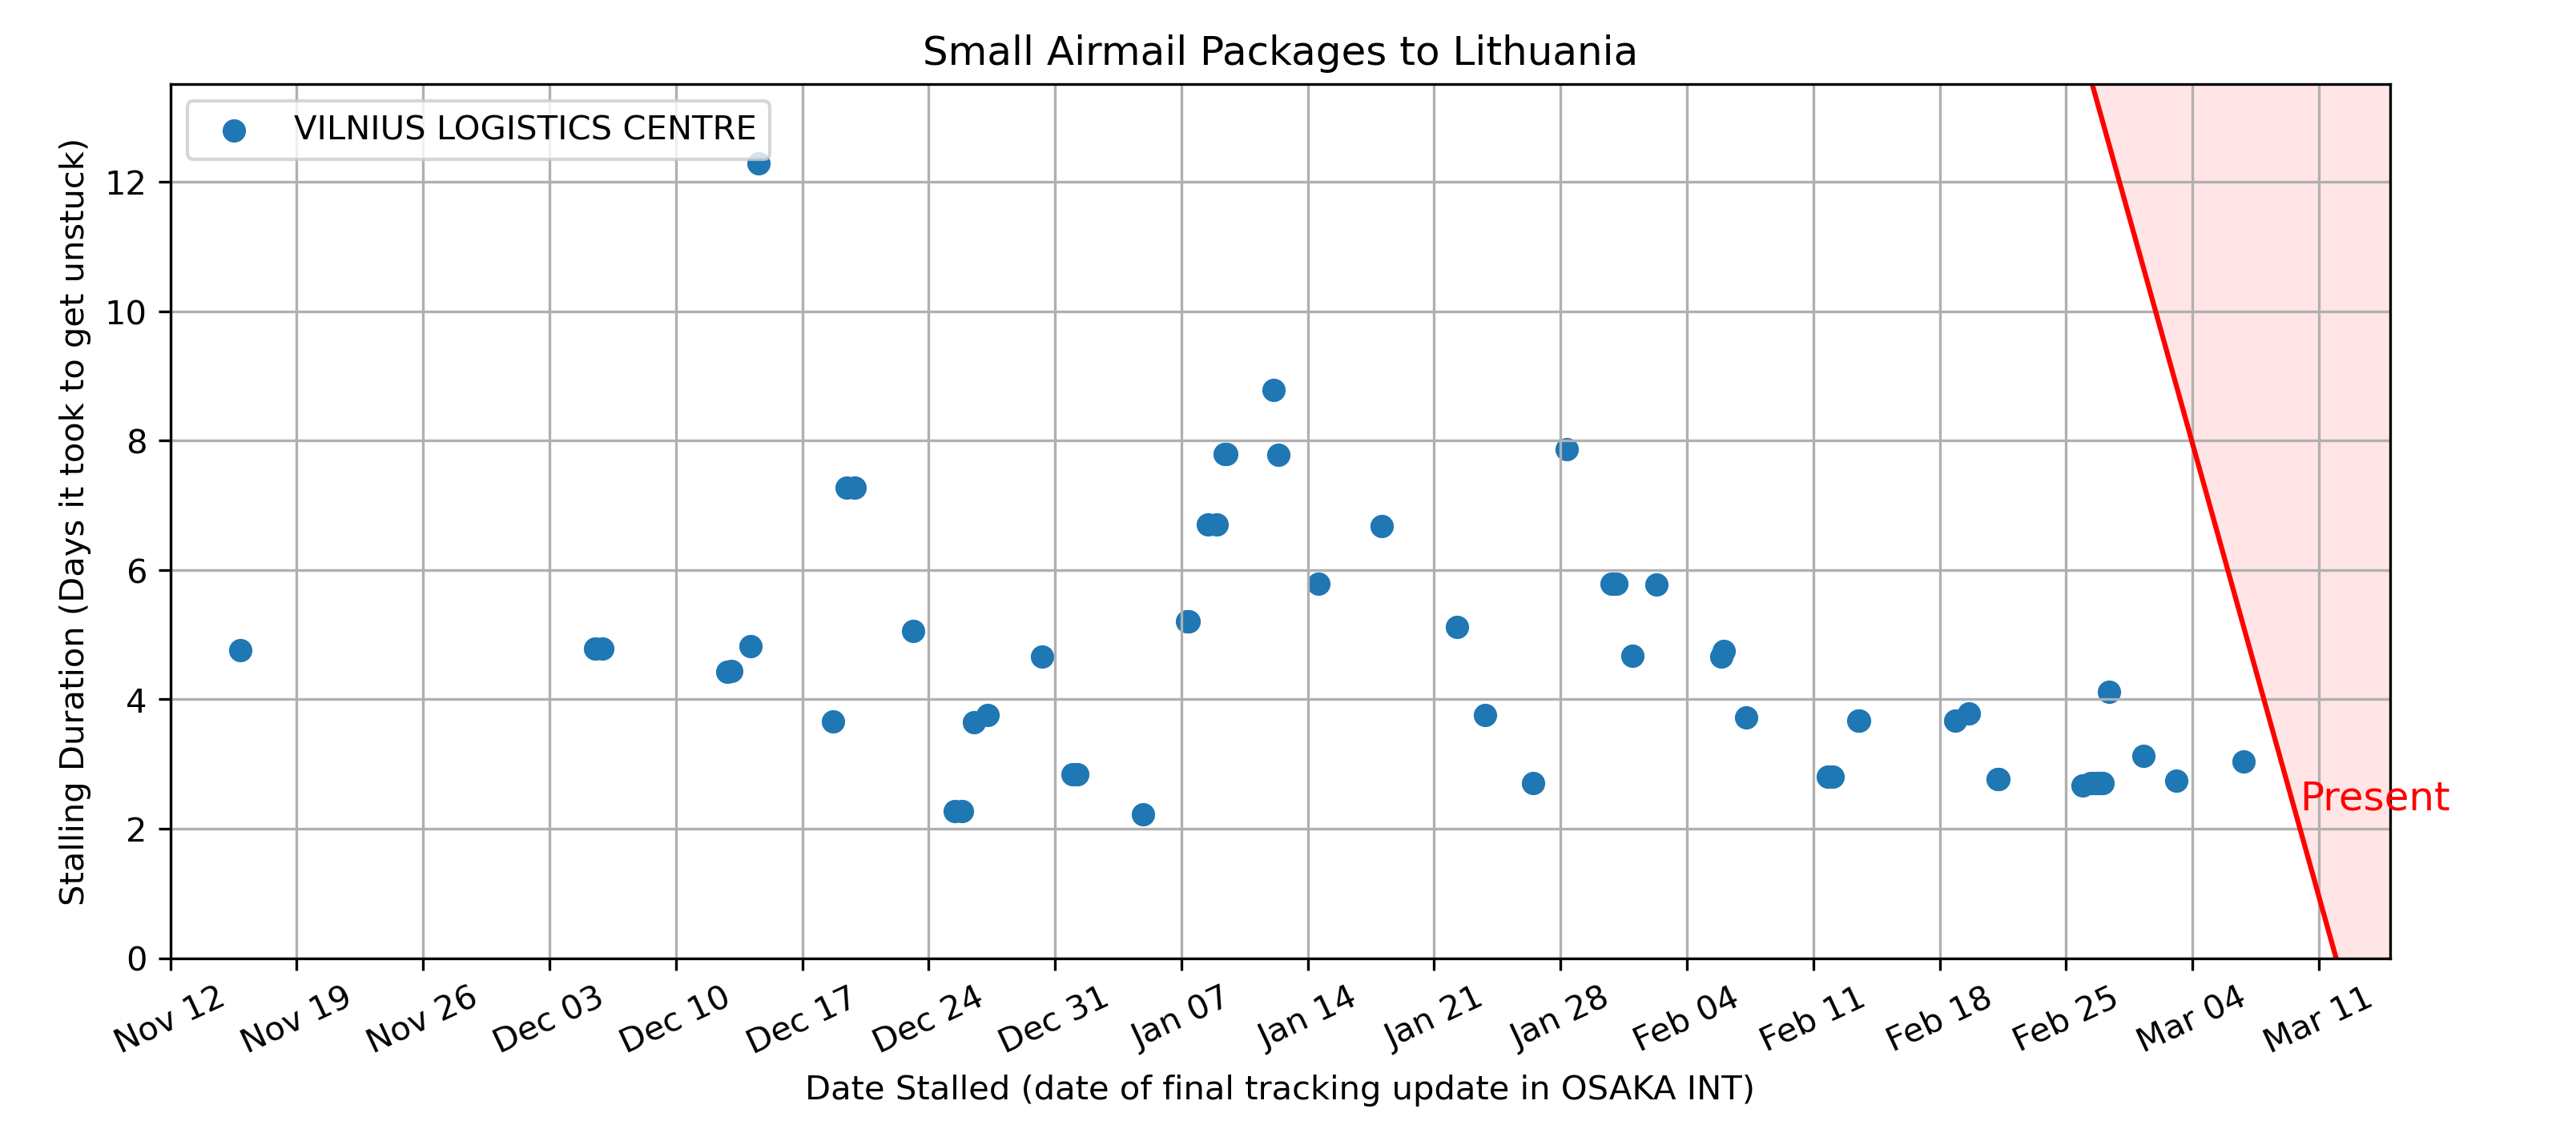 Small Airmail Packages to Lithuania
VILNIUS LOGISTICS CENTRE
Stalling Duration (Days it took to get unstuck)
12
10
8
6
4
2
0
Present
Nov 12
Nov 19
Nov 26
Dec 03
Dec 10
Dec 17
Dec 24
Dec 31
Jan 07
Jan 14
Jan 21
Jan 28
Feb 04
Feb 11
Feb 18
Feb 25
Mar 04
Mar 11
Date Stalled (date of final tracking update in OSAKA INT)